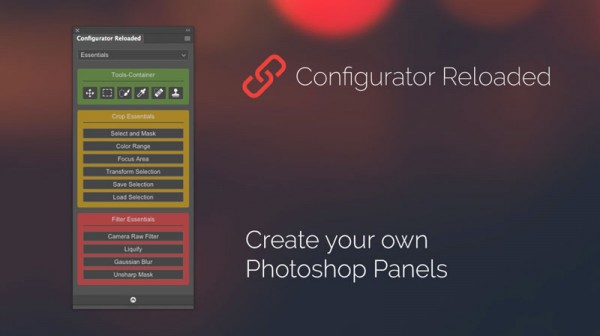 Configurator Reloaded
Essentials
Tools-Container
Crop Essentials
Select and Mask
Color Range
Focus Area
Transform Selection
Save Selection
Load Selection
Filter Essentials
Camera Raw Filter
Liquify
Gaussian Blur
Unsharp Mask
Configurator Reloaded
Create your own
Photoshop Panels